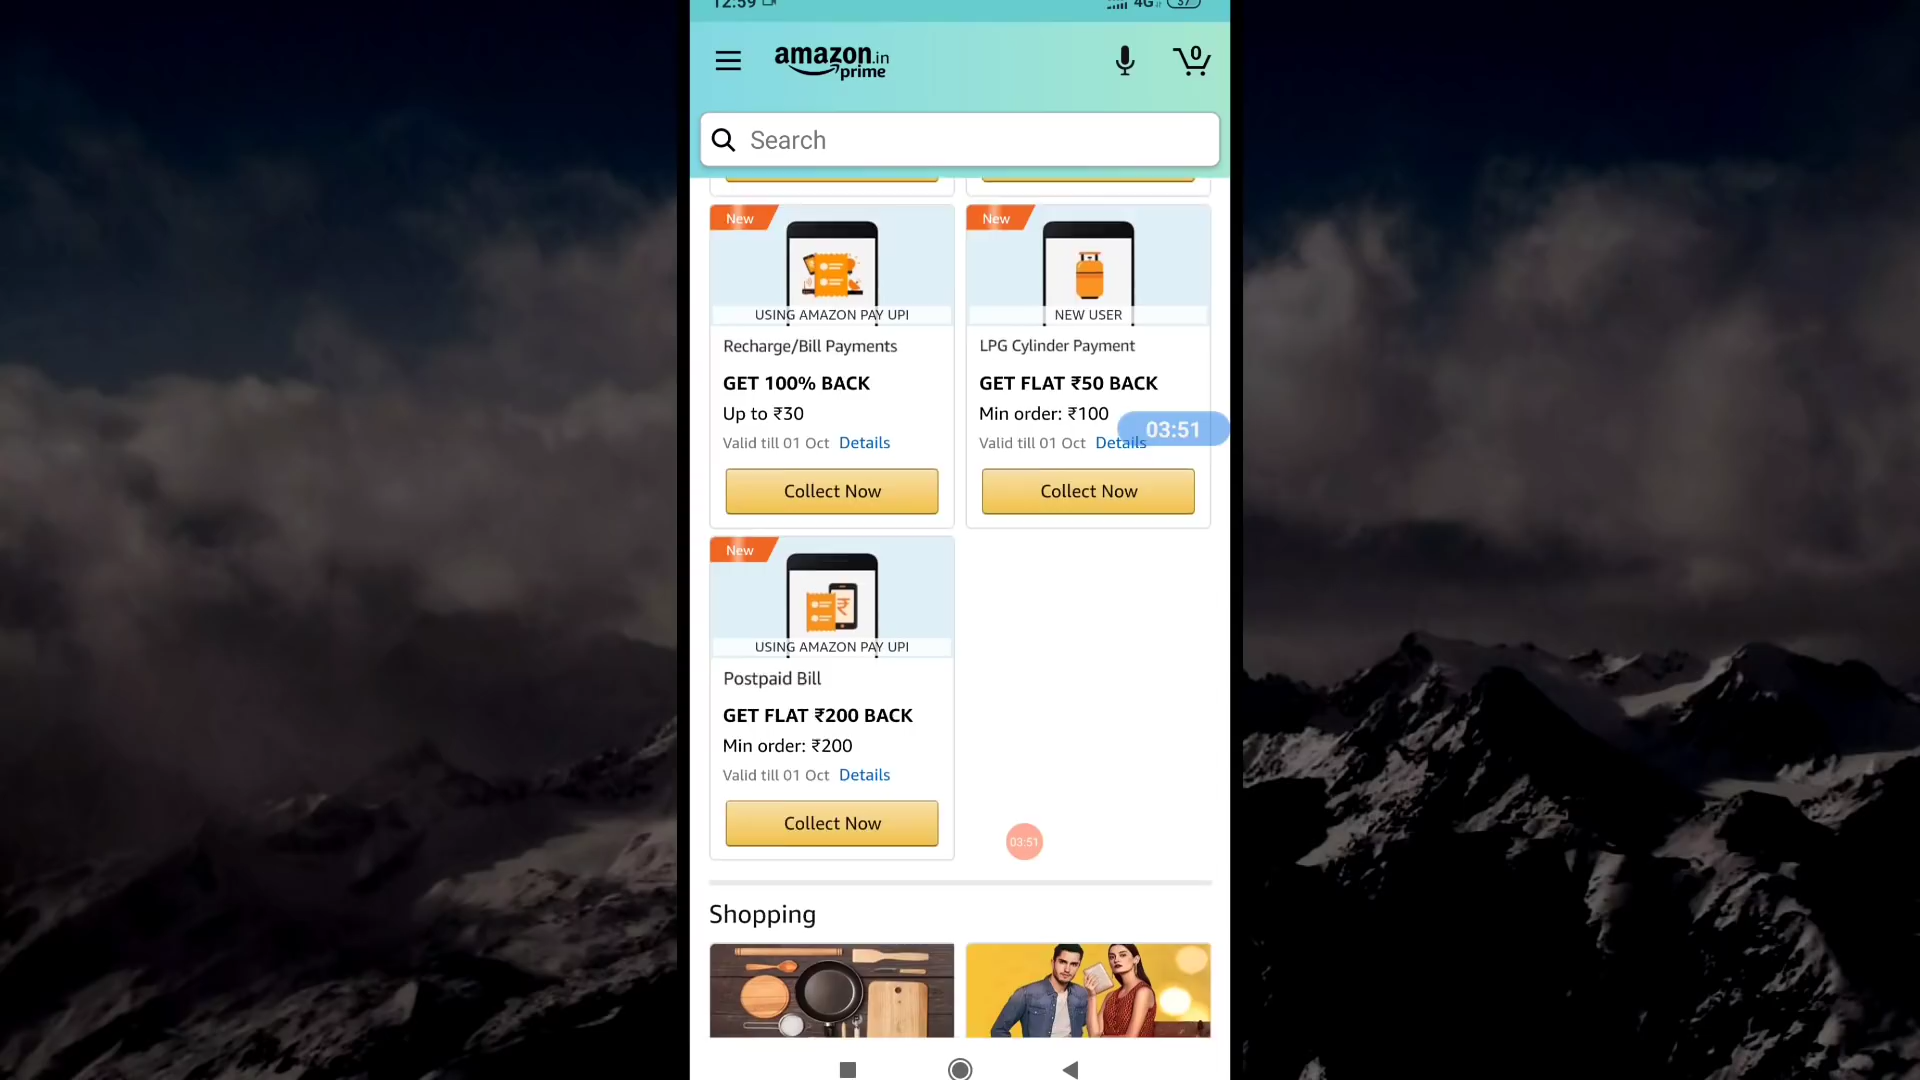 12:59
4G
37
amazon.in
prime
0
Search
New
USING AMAZON PAY UPI
Recharge/Bill Payments
GET 100% BACK
Up to ₹30
Valid till 01 Oct Details
Collect Now
New
NEW USER
LPG Cylinder Payment
GET FLAT ₹50 BACK
Min order: ₹100
03:51
Valid till 01 Oct Details
Collect Now
New
USING AMAZON PAY UPI
Postpaid Bill
GET FLAT ₹200 BACK
Min order: ₹200
Valid till 01 Oct Details
Collect Now
03:51
Shopping